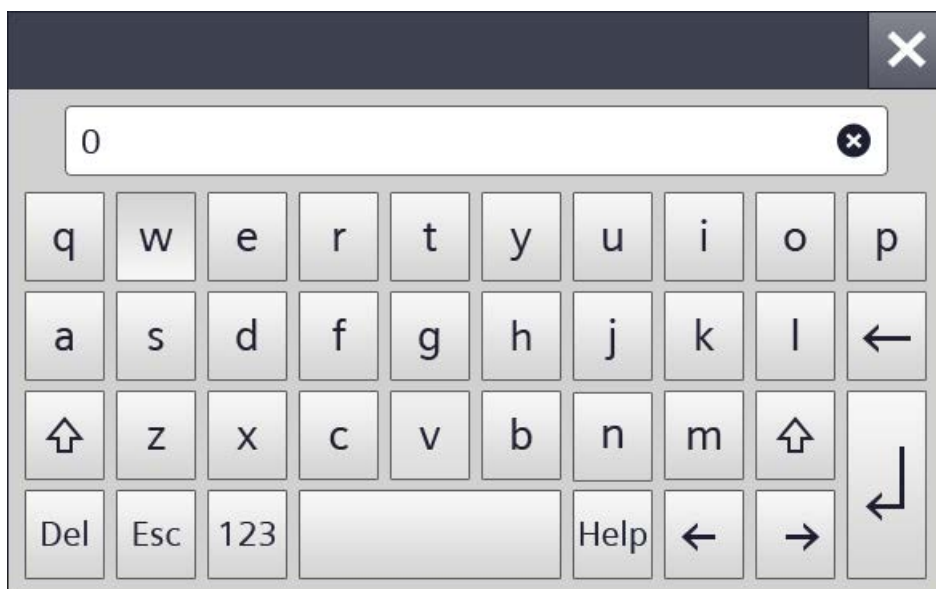 0
q w e r t y u i o p
a s d f g h j k l ←
z x c v b n m
Del Esc 123 Help ← →